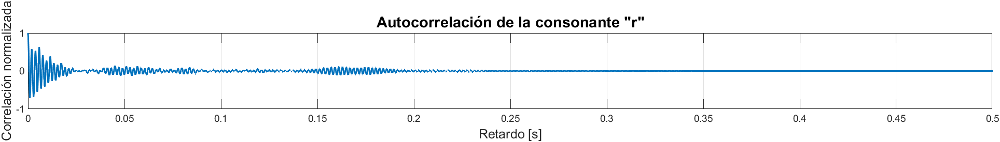 Autocorrelación de la consonante "r"
Correlación normalizada
1
0
-1
0 0.05 0.1 0.15 0.2 0.25 0.3 0.35 0.4 0.45 0.5
Retardo [s]